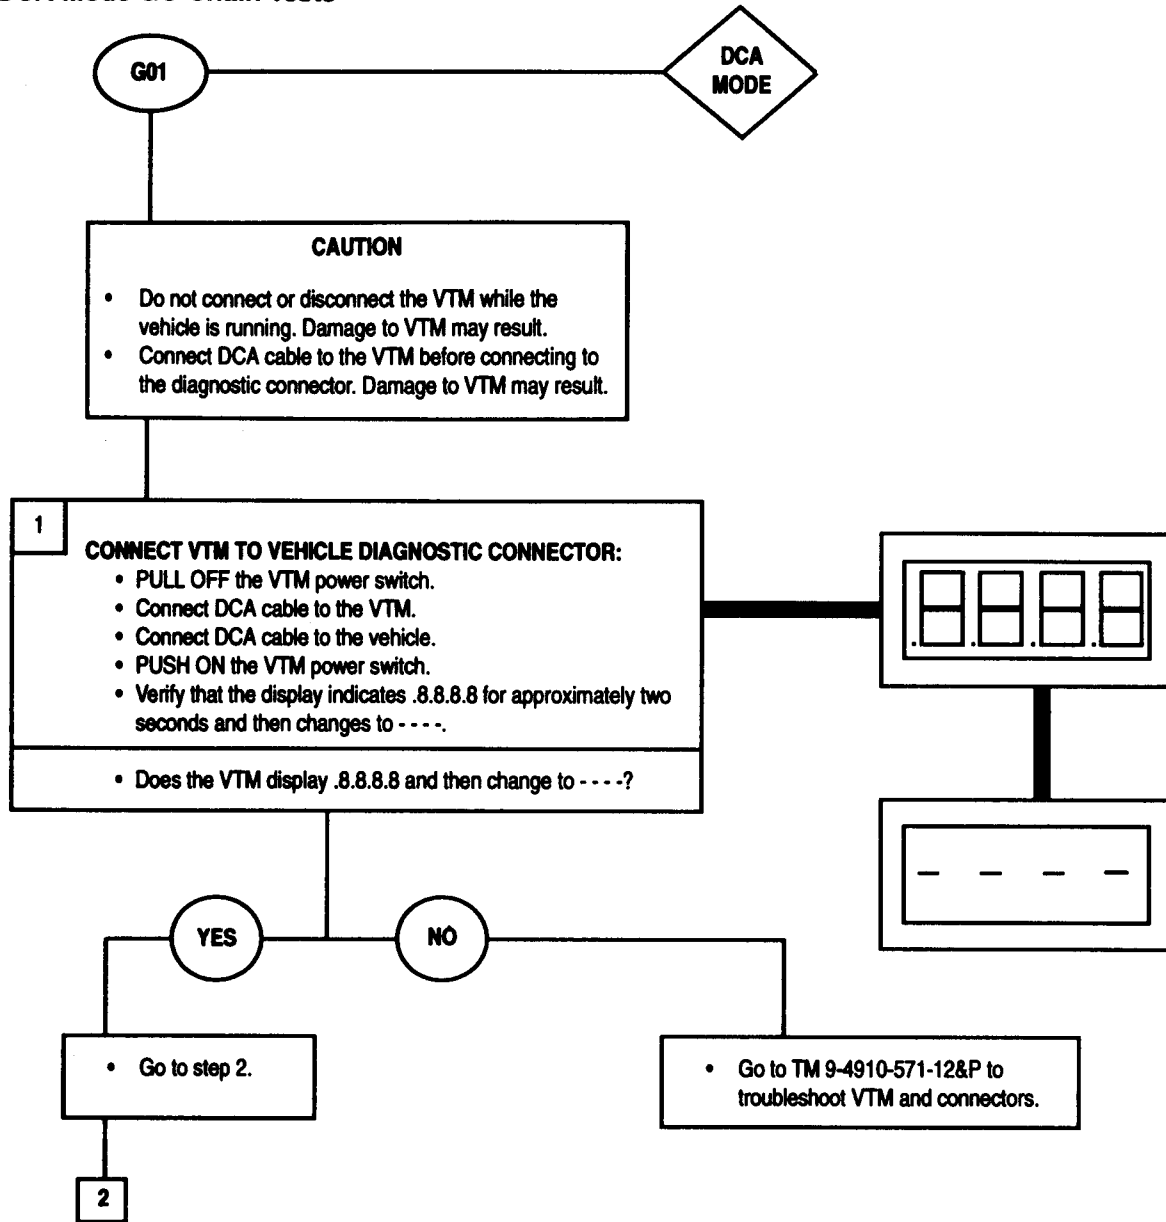 G01
DCA
MODE
CAUTION
• Do not connect or disconnect the VTM while the
vehicle is running. Damage to VTM may result.
• Connect DCA cable to the VTM before connecting to
the diagnostic connector. Damage to VTM may result.
1
CONNECT VTM TO VEHICLE DIAGNOSTIC CONNECTOR:
• PULL OFF the VTM power switch.
• Connect DCA cable to the VTM.
• Connect DCA cable to the vehicle.
• PUSH ON the VTM power switch.
• Verify that the display indicates .8.8.8.8 for approximately two
seconds and then changes to - - - -.
• Does the VTM display .8.8.8.8 and then change to - - - -?
.8.8.8.8
- - - -
YES
NO
• Go to step 2.
• Go to TM 9-4910-571-12&P to
troubleshoot VTM and connectors.
2